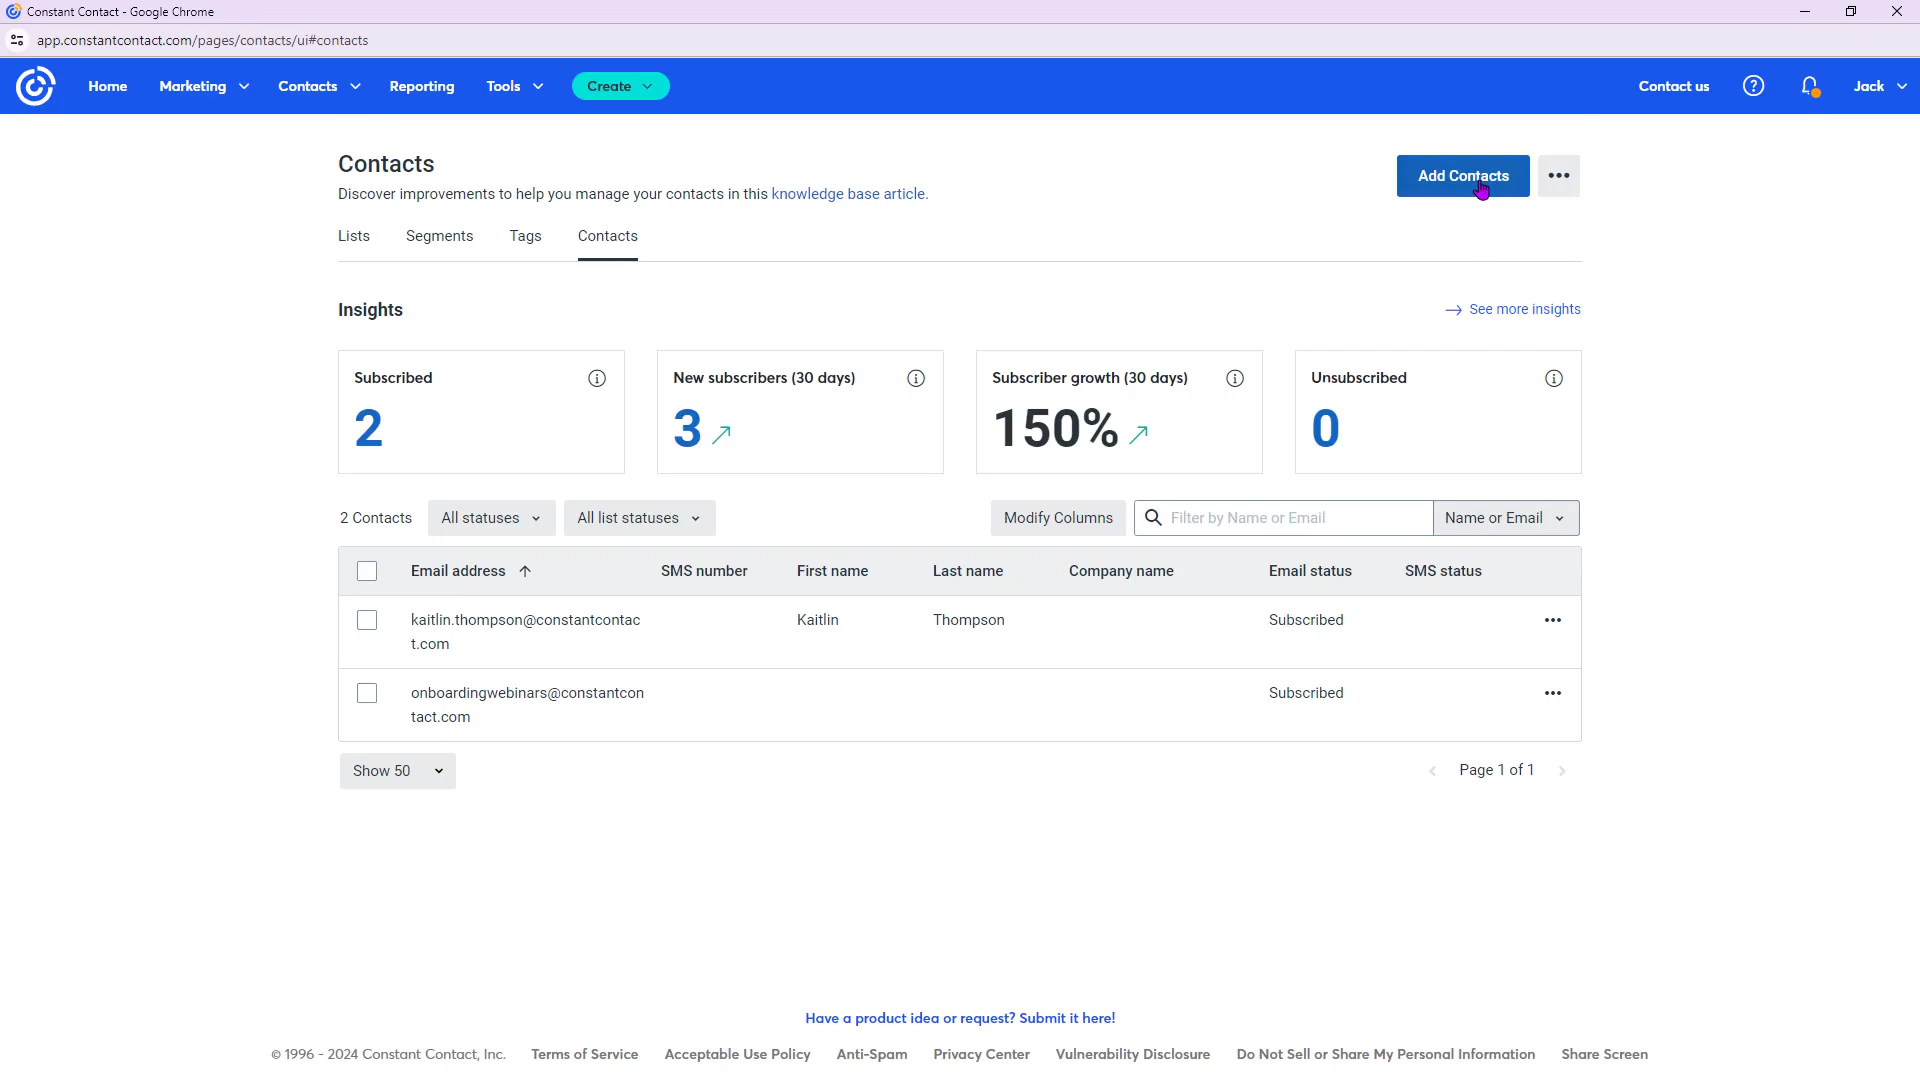 Constant Contact - Google Chrome
app.constantcontact.com/pages/contacts/ui#contacts
Home Marketing Contacts Reporting Tools Create Contact us Jack
Contacts
Add Contacts
Discover improvements to help you manage your contacts in this knowledge base article.
Lists Segments Tags Contacts
Insights
See more insights
Subscribed New subscribers (30 days) Subscriber growth (30 days) Unsubscribed
2 3 150% 0
2 Contacts All statuses All list statuses Modify Columns Filter by Name or Email Name or Email
Email address SMS number First name Last name Company name Email status SMS status
kaitlin.thompson@constantcontac Kaitlin Thompson Subscribed
t.com
onboardingwebinars@constantcon Subscribed
tact.com
Show 50 Page 1 of 1
Have a product idea or request? Submit it here!
© 1996 - 2024 Constant Contact, Inc. Terms of Service Acceptable Use Policy Anti-Spam Privacy Center Vulnerability Disclosure Do Not Sell or Share My Personal Information Share Screen